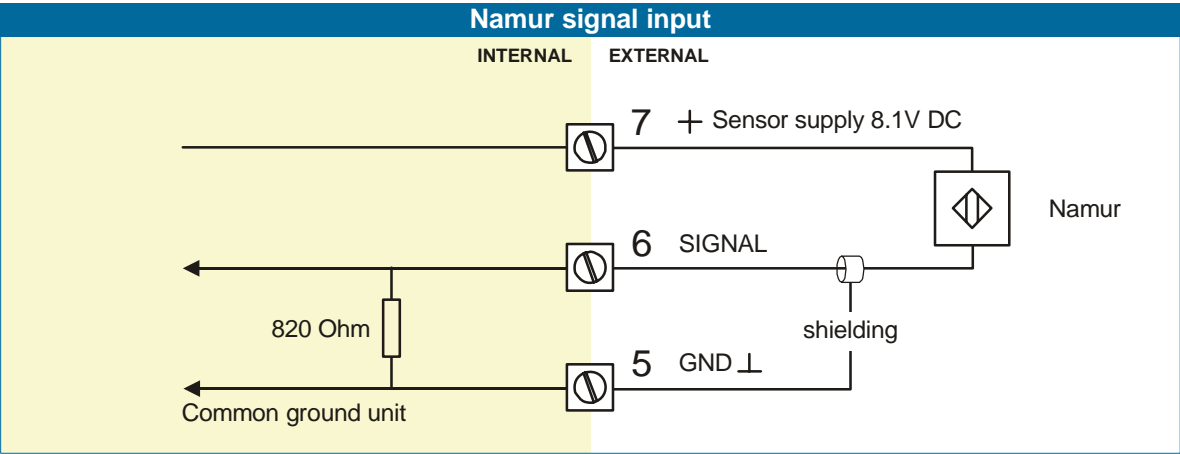 Namur signal input
INTERNAL EXTERNAL
7 + Sensor supply 8.1V DC
Namur
6 SIGNAL
820 Ohm
shielding
5 GND ⊥
Common ground unit